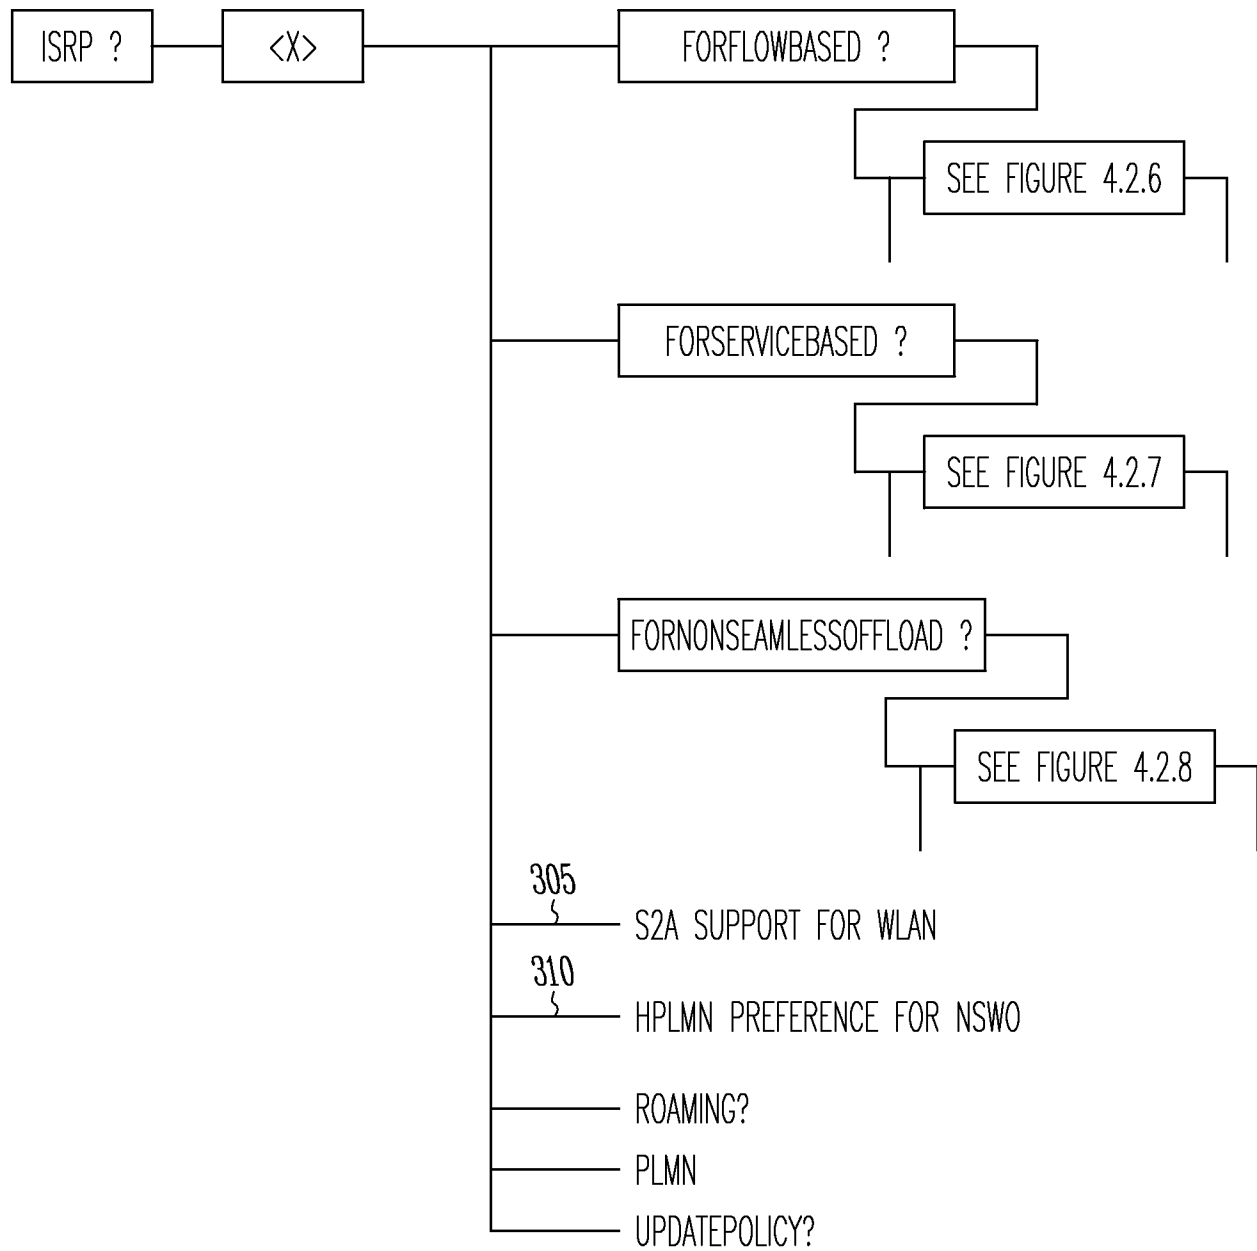 ISRP ?
<X>
FORFLOWBASED ?
SEE FIGURE 4.2.6
FORSERVICEBASED ?
SEE FIGURE 4.2.7
FORNONSEAMLESSOFFLOAD ?
SEE FIGURE 4.2.8
305
S2A SUPPORT FOR WLAN
310
HPLMN PREFERENCE FOR NSWO
ROAMING?
PLMN
UPDATEPOLICY?